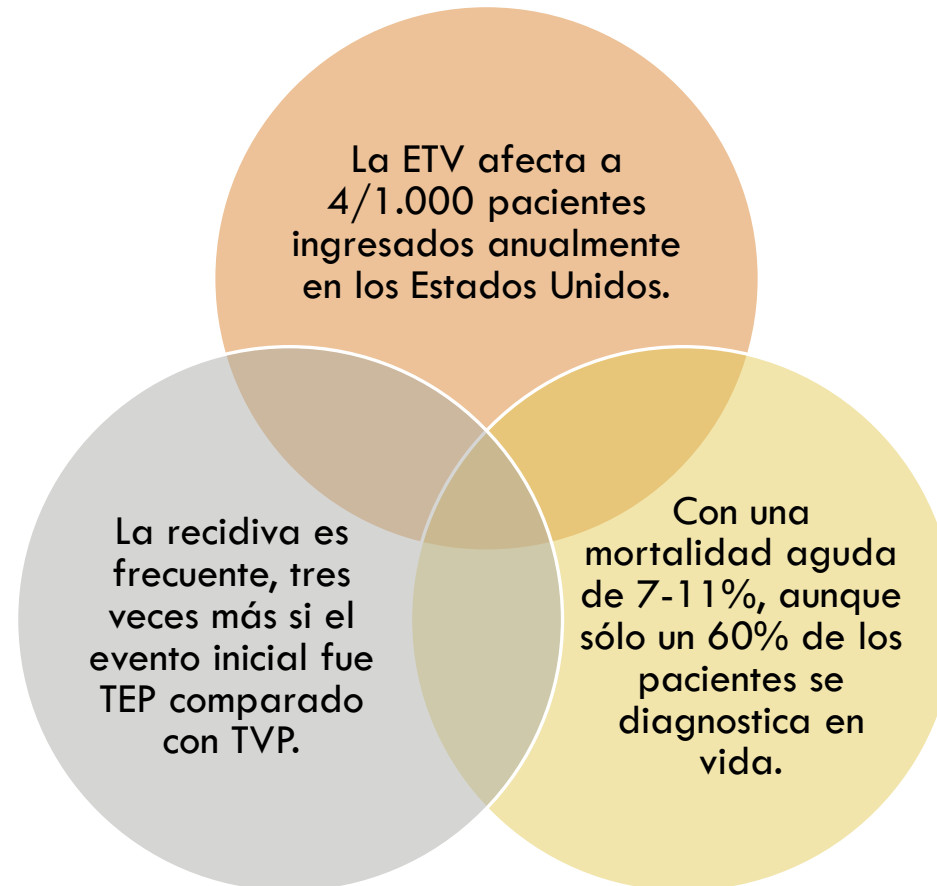 La ETV afecta a
4/1.000 pacientes
ingresados anualmente
en los Estados Unidos.
La recidiva es
frecuente, tres
veces más si el
evento inicial fue
TEP comparado
con TVP.
Con una
mortalidad aguda
de 7-11%, aunque
sólo un 60% de los
pacientes se
diagnostica en
vida.